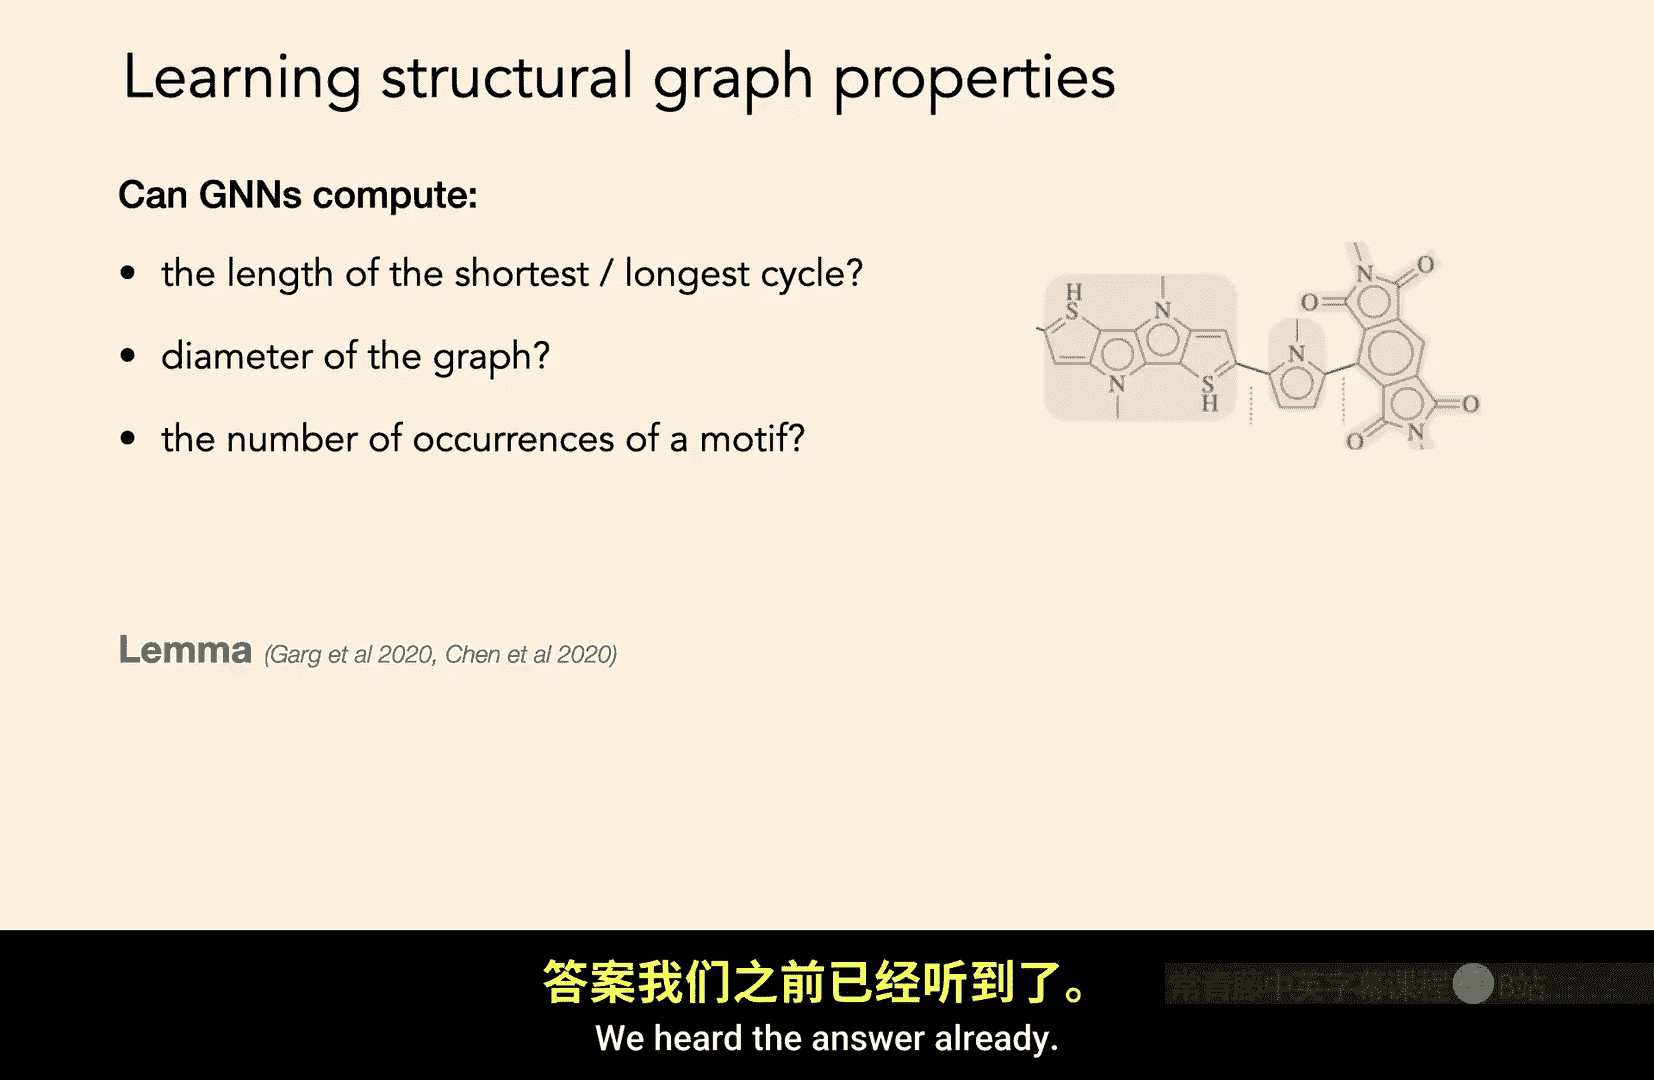 Learning structural graph properties
Can GNNs compute:
• the length of the shortest / longest cycle?
• diameter of the graph?
• the number of occurrences of a motif?
H
S
N
N
S
H
N
N
O
O
O
O
N
Lemma (Garg et al 2020, Chen et al 2020)
答案我们之前已经听到了。
We heard the answer already.